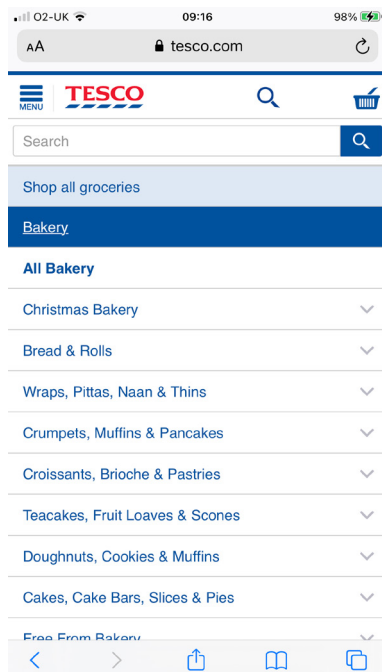 O2-UK 09:16 98%
AA tesco.com
MENU TESCO
Search
Shop all groceries
Bakery
All Bakery
Christmas Bakery
Bread & Rolls
Wraps, Pittas, Naan & Thins
Crumpets, Muffins & Pancakes
Croissants, Brioche & Pastries
Teacakes, Fruit Loaves & Scones
Doughnuts, Cookies & Muffins
Cakes, Cake Bars, Slices & Pies
Free From Bakery